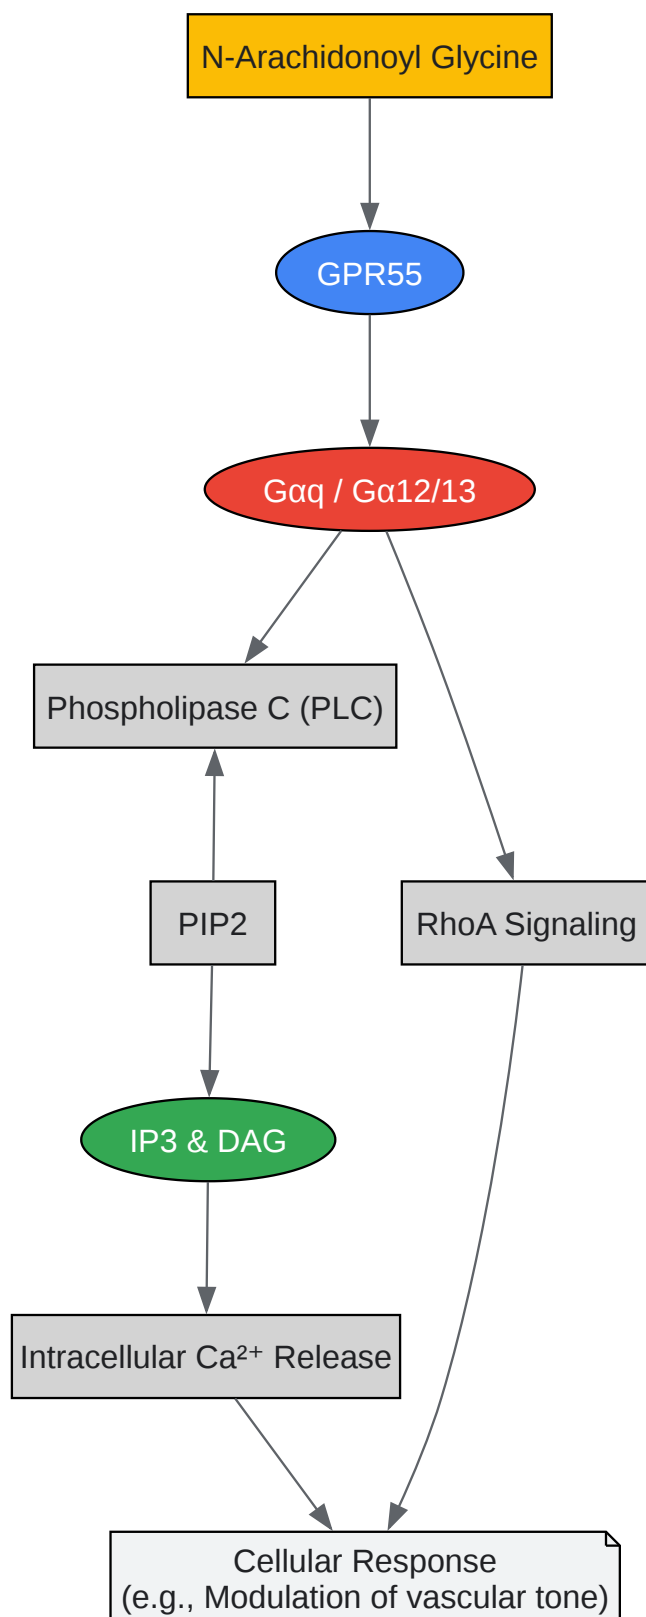 N-Arachidonoyl Glycine
GPR55
Gαq / Gα12/13
Phospholipase C (PLC)
PIP2
RhoA Signaling
IP3 & DAG
Intracellular Ca²⁺ Release
Cellular Response
(e.g., Modulation of vascular tone)